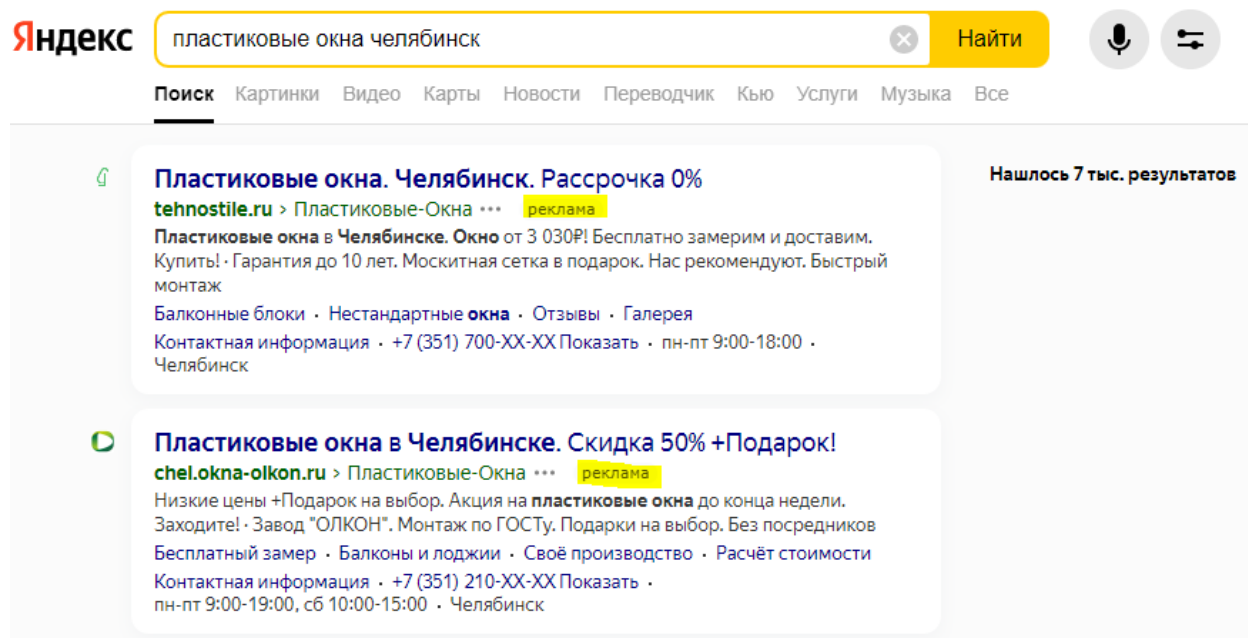 Яндекс
пластиковые окна челябинск
Найти
Поиск Картинки Видео Карты Новости Переводчик Кью Услуги Музыка Все
Нашлось 7 тыс. результатов
Пластиковые окна. Челябинск. Рассрочка 0%
tehnostile.ru › Пластиковые-Окна ••• реклама
Пластиковые окна в Челябинске. Окно от 3 030₽! Бесплатно замерим и доставим.
Купить! · Гарантия до 10 лет. Москитная сетка в подарок. Нас рекомендуют. Быстрый
монтаж
Балконные блоки · Нестандартные окна · Отзывы · Галерея
Контактная информация · +7 (351) 700-XX-XX Показать · пн-пт 9:00-18:00 ·
Челябинск
Пластиковые окна в Челябинске. Скидка 50% +Подарок!
chel.okna-olkon.ru › Пластиковые-Окна ••• реклама
Низкие цены +Подарок на выбор. Акция на пластиковые окна до конца недели.
Заходите! · Завод "ОЛКОН". Монтаж по ГОСТу. Подарки на выбор. Без посредников
Бесплатный замер · Балконы и лоджии · Своё производство · Расчёт стоимости
Контактная информация · +7 (351) 210-XX-XX Показать ·
пн-пт 9:00-19:00, сб 10:00-15:00 · Челябинск